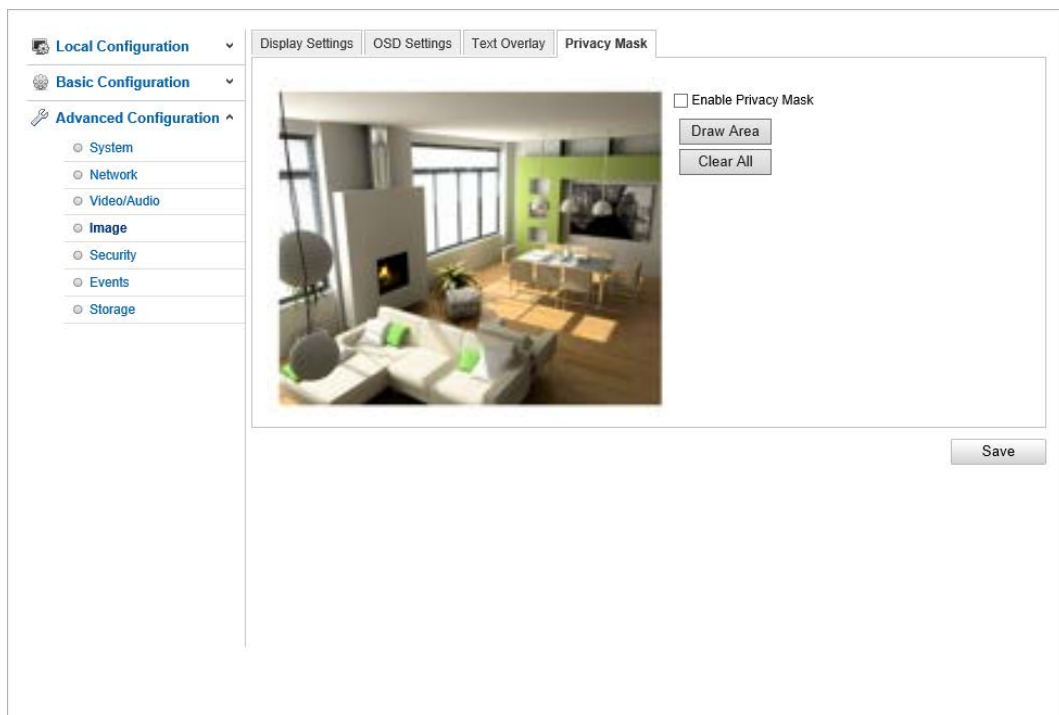 Local Configuration
Basic Configuration
Advanced Configuration
System
Network
Video/Audio
Image
Security
Events
Storage
Display Settings
OSD Settings
Text Overlay
Privacy Mask
Enable Privacy Mask
Draw Area
Clear All
Save